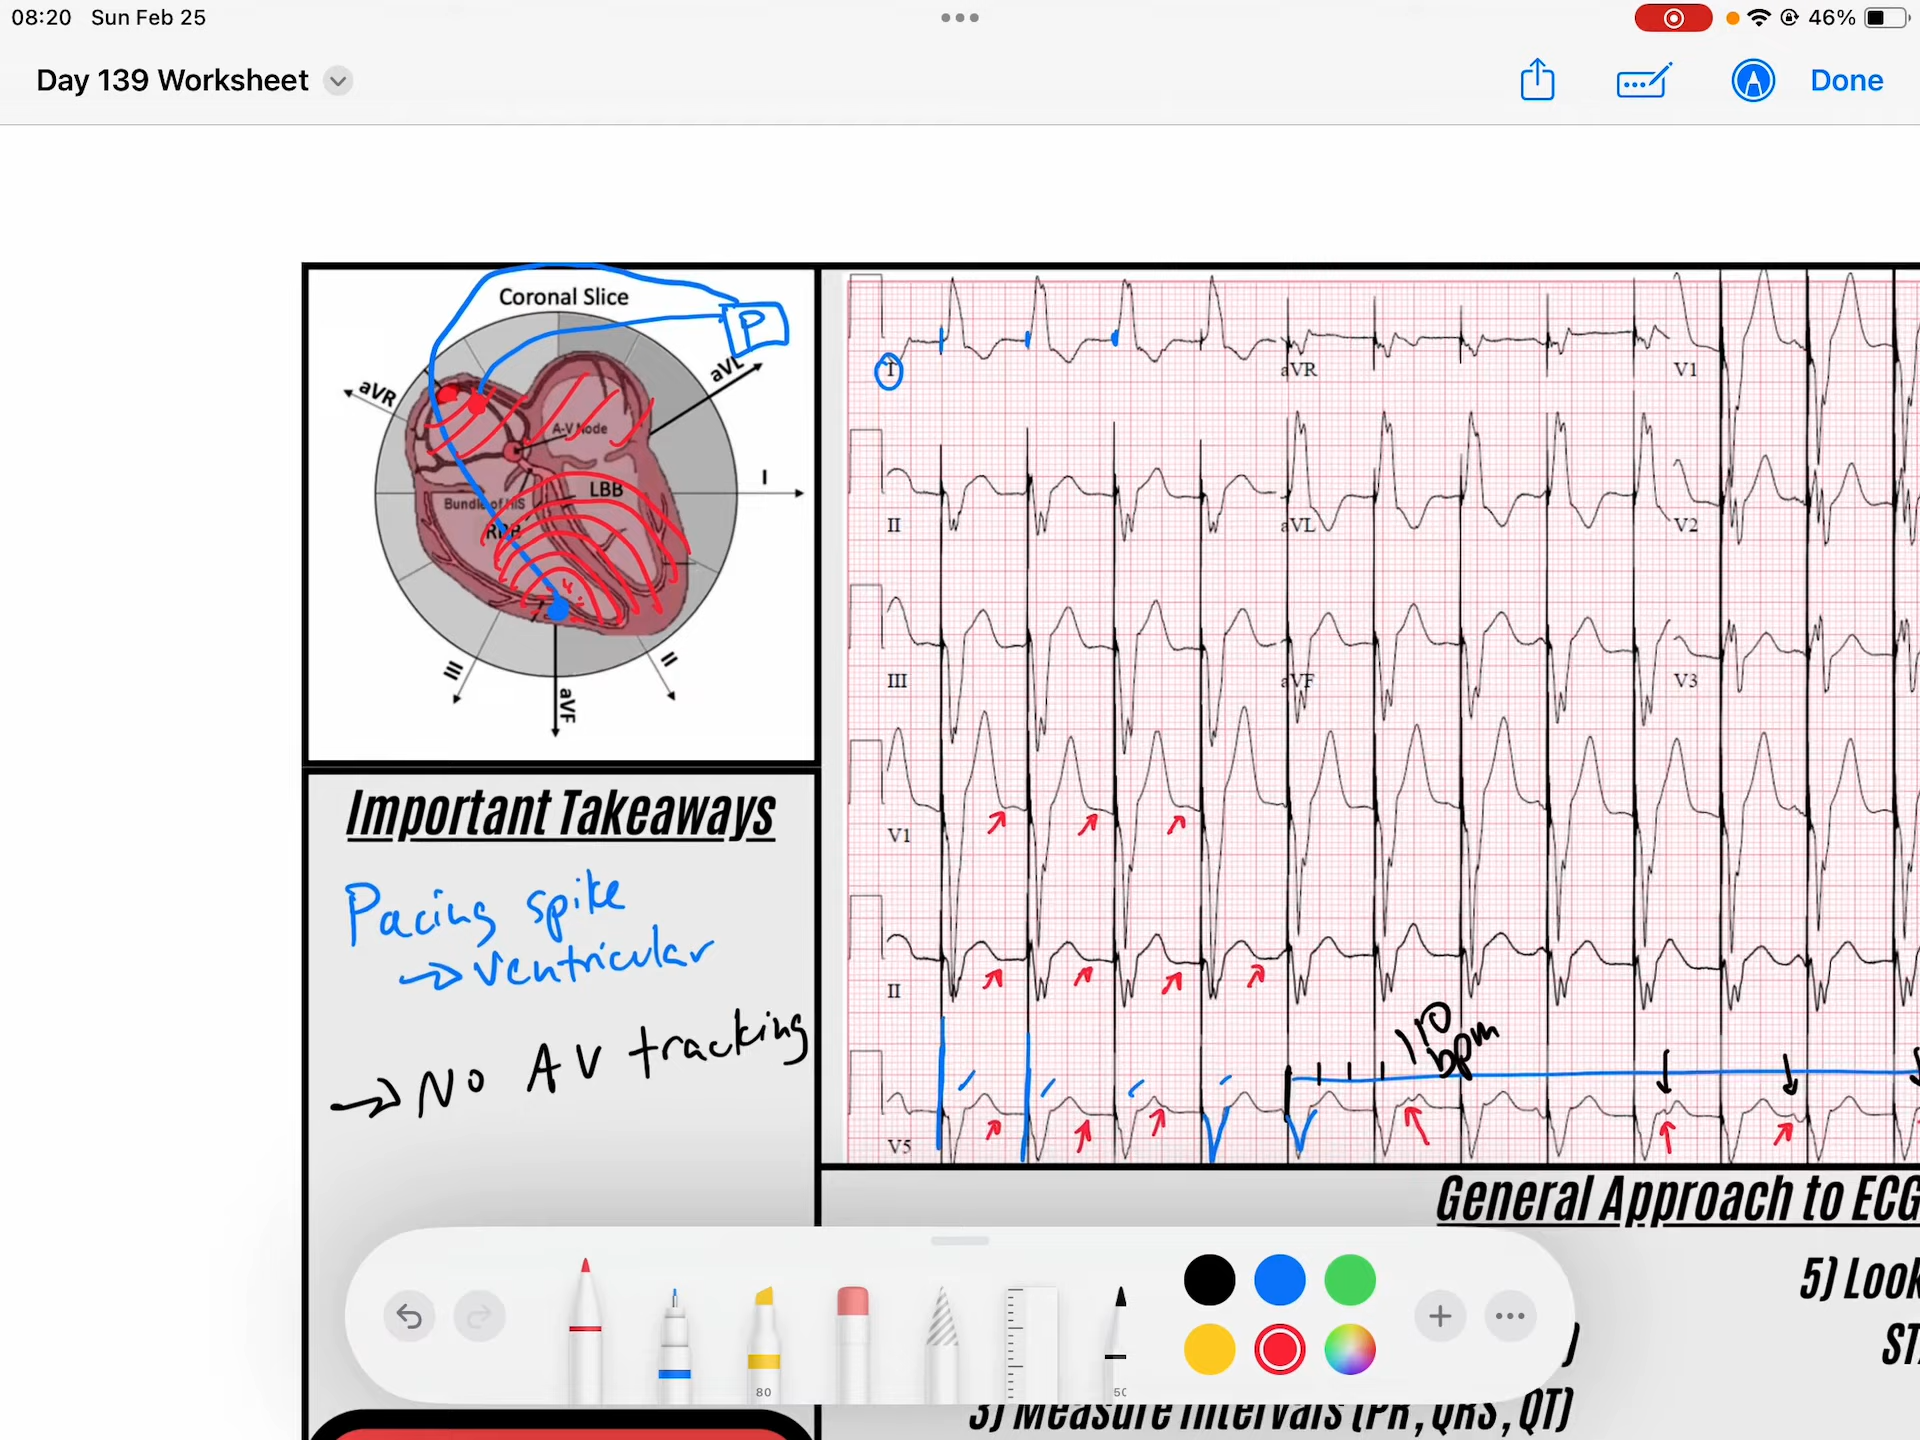 08:20 Sun Feb 25
46%
Day 139 Worksheet
Done
Coronal Slice
P
aVR
aVL
A-V Node
I
LBB
Bundle of HIS
RBB
III
II
aVF
I
aVR
V1
II
aVL
V2
III
aVF
V3
V1
II
V5
110
bpm
Important Takeaways
Pacing spike
→ ventricular
→ No AV tracking
General Approach to ECG
5) Look
ST
)
3) Measure Intervals (PR, QRS, QT)
80
50